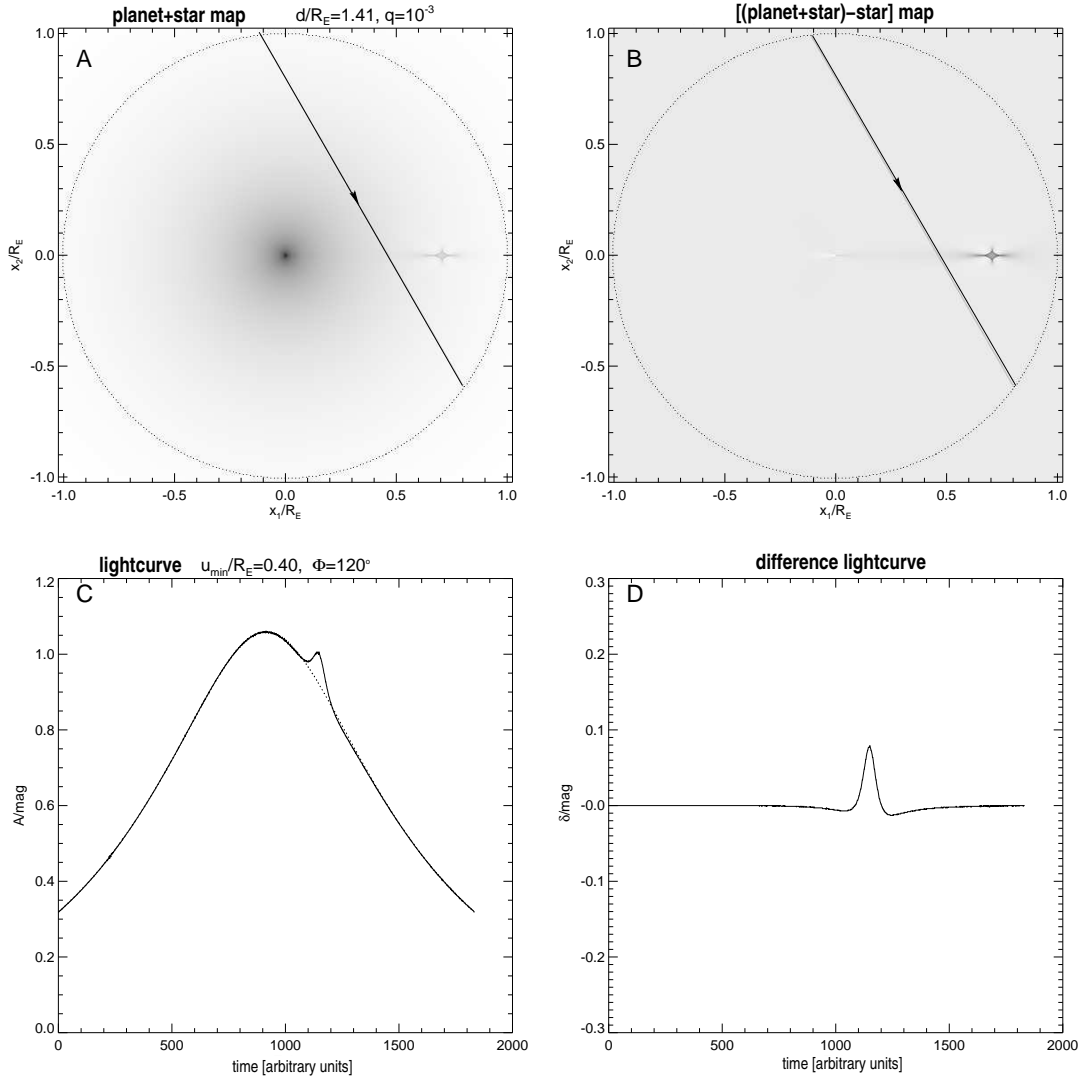 planet+star map d/R_E=1.41, q=10^-3
A
1.0
0.5
0.0
-0.5
-1.0
x_2/R_E
-1.0 -0.5 0.0 0.5 1.0
x_1/R_E
[(planet+star)−star] map
B
1.0
0.5
0.0
-0.5
-1.0
x_2/R_E
-1.0 -0.5 0.0 0.5 1.0
x_1/R_E
lightcurve u_min/R_E=0.40, Φ=120°
C
1.2
1.0
0.8
0.6
0.4
0.2
0.0
A/mag
0 500 1000 1500 2000
time [arbitrary units]
difference lightcurve
D
0.3
0.2
0.1
-0.0
-0.1
-0.2
-0.3
δ/mag
0 500 1000 1500 2000
time [arbitrary units]